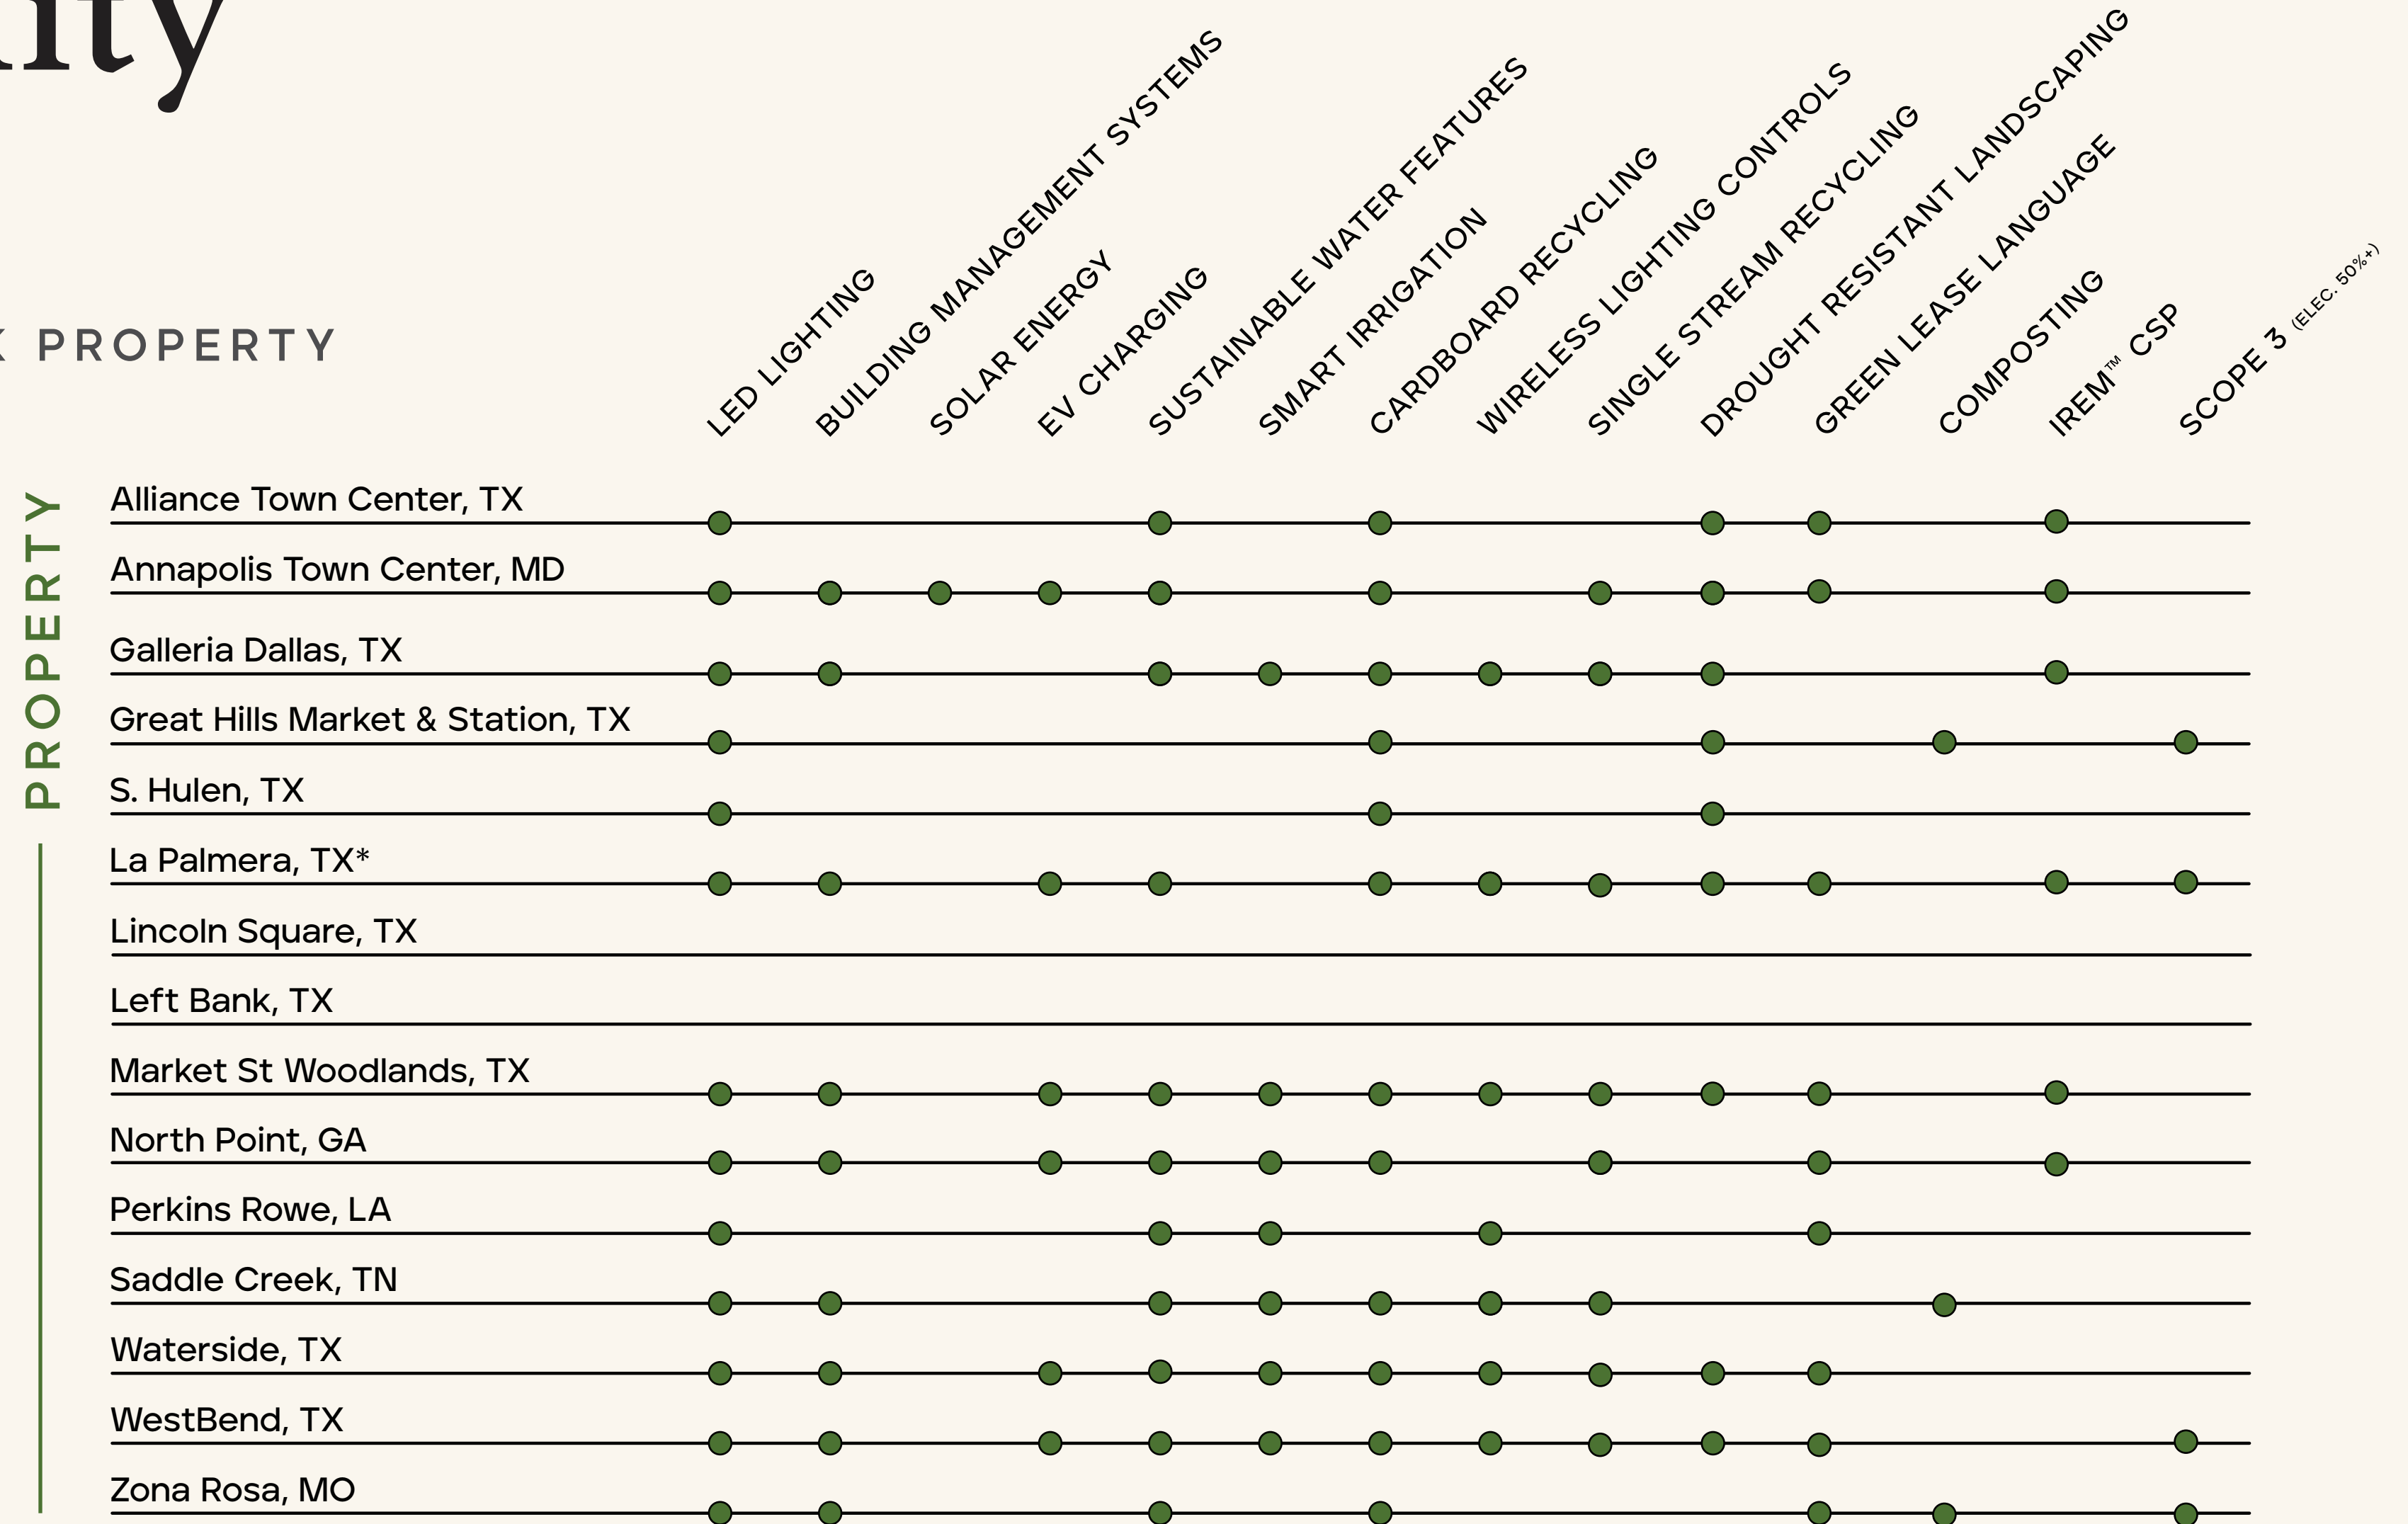 ity
PROPERTY
LED LIGHTING
BUILDING MANAGEMENT SYSTEMS
SOLAR ENERGY
EV CHARGING
SUSTAINABLE WATER FEATURES
SMART IRRIGATION
CARDBOARD RECYCLING
WIRELESS LIGHTING CONTROLS
SINGLE STREAM RECYCLING
DROUGHT RESISTANT LANDSCAPING
GREEN LEASE LANGUAGE
COMPOSTING
IREM™ CSP
SCOPE 3 (ELEC. 50%+)
PROPERTY
Alliance Town Center, TX
Annapolis Town Center, MD
Galleria Dallas, TX
Great Hills Market & Station, TX
S. Hulen, TX
La Palmera, TX*
Lincoln Square, TX
Left Bank, TX
Market St Woodlands, TX
North Point, GA
Perkins Rowe, LA
Saddle Creek, TN
Waterside, TX
WestBend, TX
Zona Rosa, MO